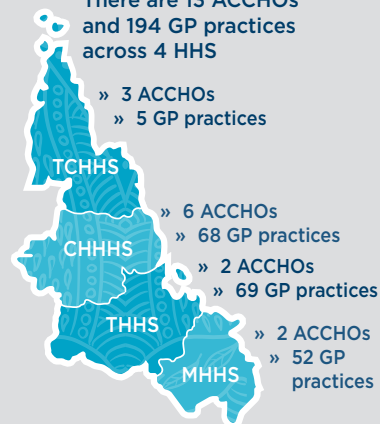 There are 13 ACCHOs
and 194 GP practices
across 4 HHS
» 3 ACCHOs
» 5 GP practices
TCHHS
» 6 ACCHOs
» 68 GP practices
CHHHS
» 2 ACCHOs
» 69 GP practices
THHS
» 2 ACCHOs
» 52 GP
practices
MHHS